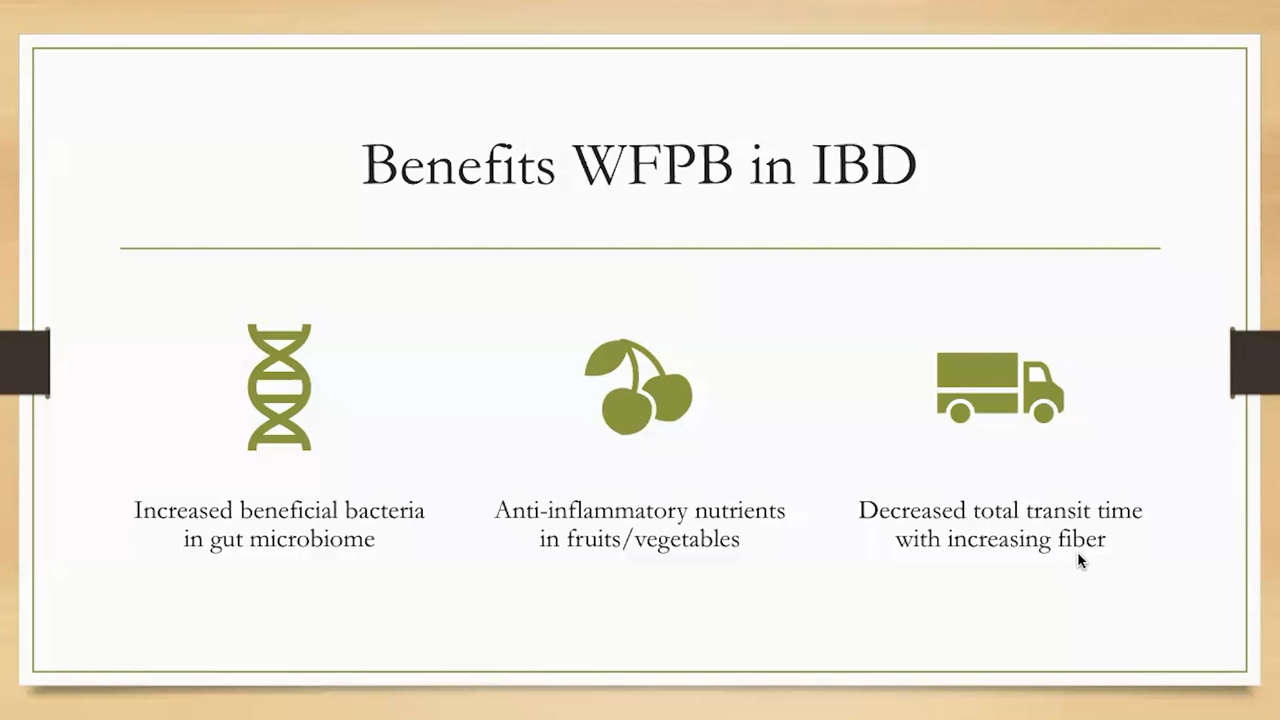 Benefits WFPB in IBD
Increased beneficial bacteria
in gut microbiome
Anti-inflammatory nutrients
in fruits/vegetables
Decreased total transit time
with increasing fiber